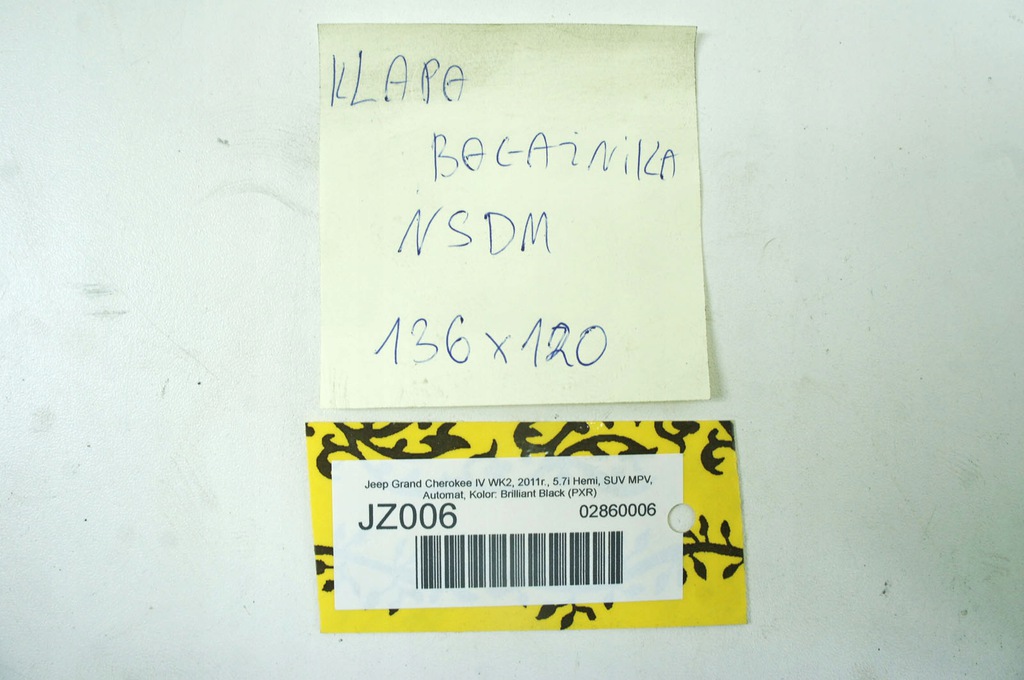 KLAPA
BAGAŻNIKA
NSDM
136x120
Jeep Grand Cherokee IV WK2, 2011r., 5.7i Hemi, SUV MPV,
Automat, Kolor: Brilliant Black (PXR)
JZ006 02860006